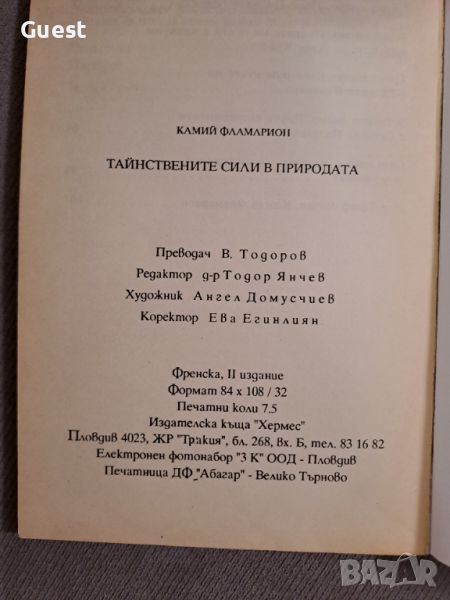 Guest
КАМИЙ ФЛАМАРИОН
ТАЙНСТВЕНИТЕ СИЛИ В ПРИРОДАТА
Преводач В. Тодоров
Редактор д-р Тодор Янчев
Художник Ангел Домусчиев
Коректор Ева Егинлиян
Френска, II издание
Формат 84 x 108 / 32
Печатни коли 7.5
Издателска къща "Хермес"
Пловдив 4023, ЖР "Тракия", бл. 268, вх. Б, тел. 83 16 82
Електронен фотонабор "3 К" ООД - Пловдив
Печатница ДФ "Абагар" - Велико Търново
BAZAR